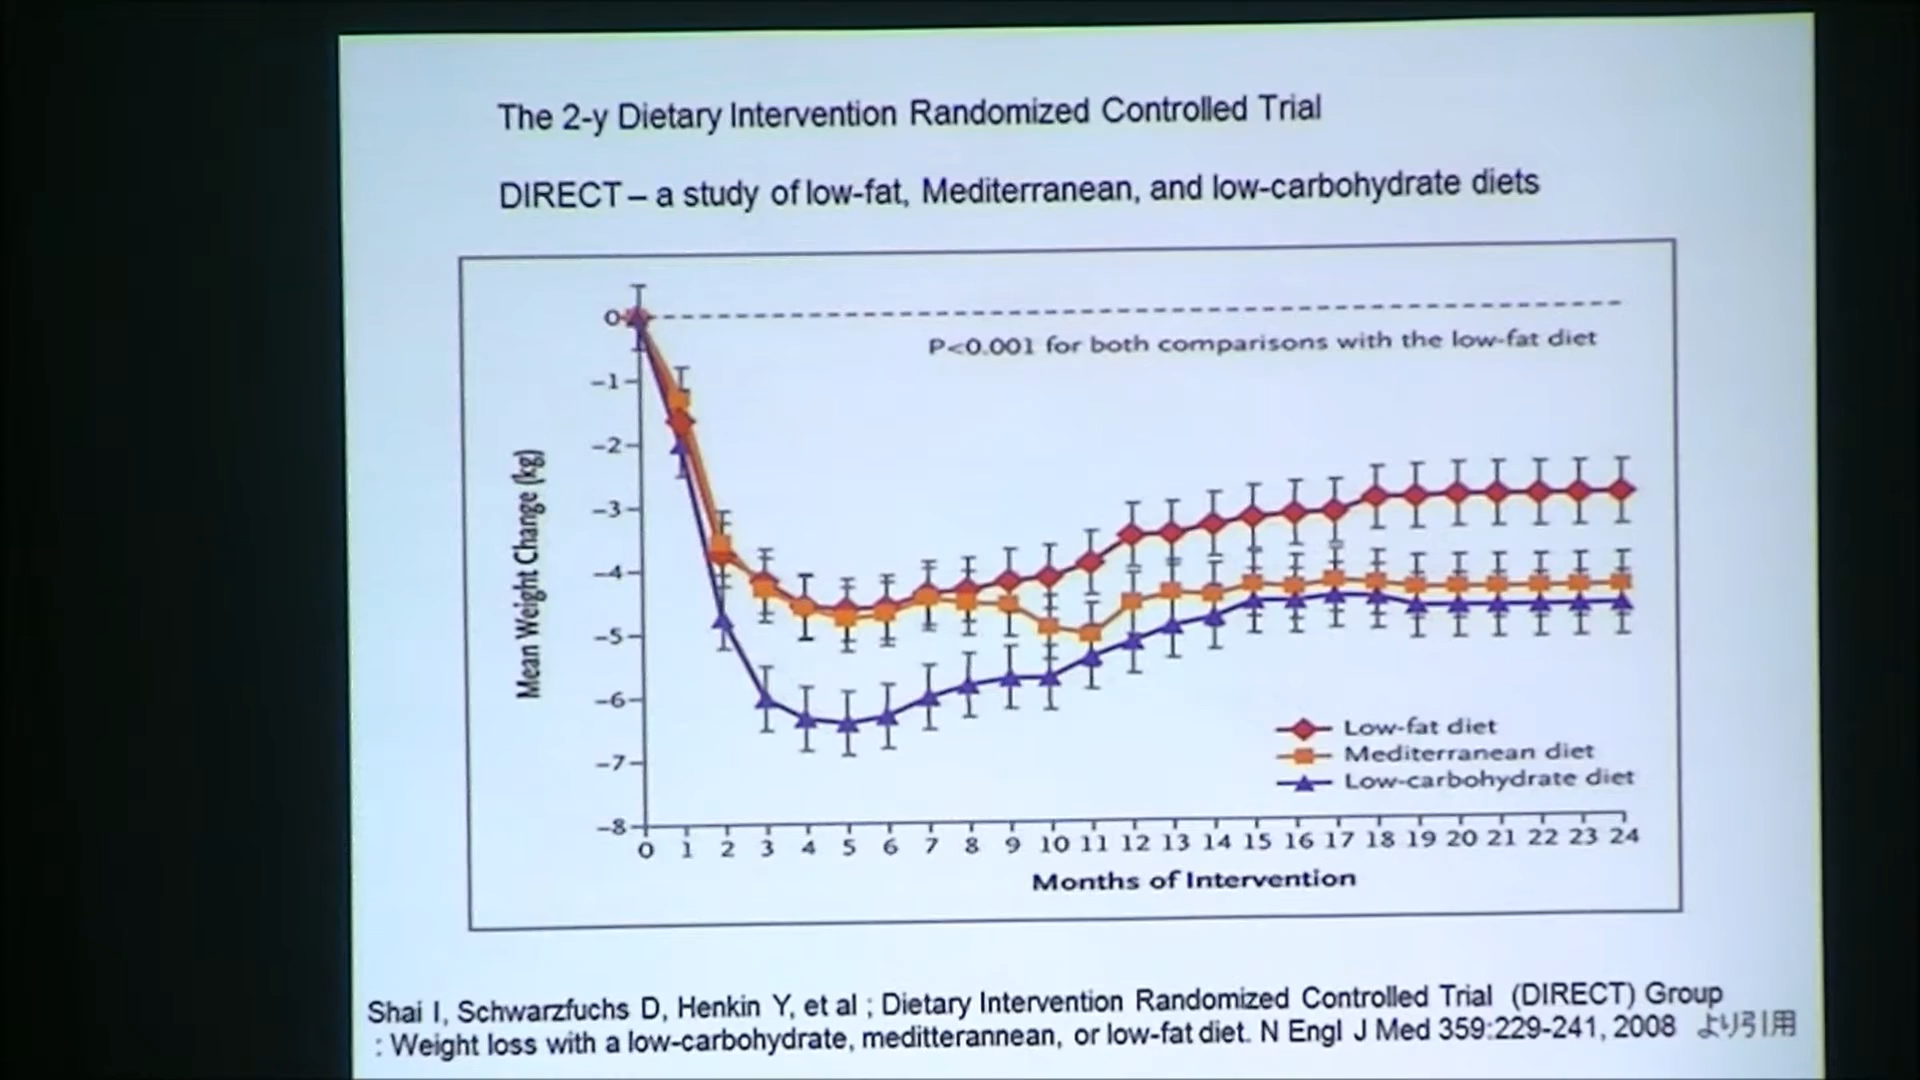 The 2-y Dietary Intervention Randomized Controlled Trial
DIRECT – a study of low-fat, Mediterranean, and low-carbohydrate diets
0
P<0.001 for both comparisons with the low-fat diet
-1
-2
-3
-4
-5
-6
-7
-8
Mean Weight Change (kg)
Low-fat diet
Mediterranean diet
Low-carbohydrate diet
0 1 2 3 4 5 6 7 8 9 10 11 12 13 14 15 16 17 18 19 20 21 22 23 24
Months of Intervention
Shai I, Schwarzfuchs D, Henkin Y, et al ; Dietary Intervention Randomized Controlled Trial (DIRECT) Group
: Weight loss with a low-carbohydrate, meditterannean, or low-fat diet. N Engl J Med 359:229-241, 2008 より引用